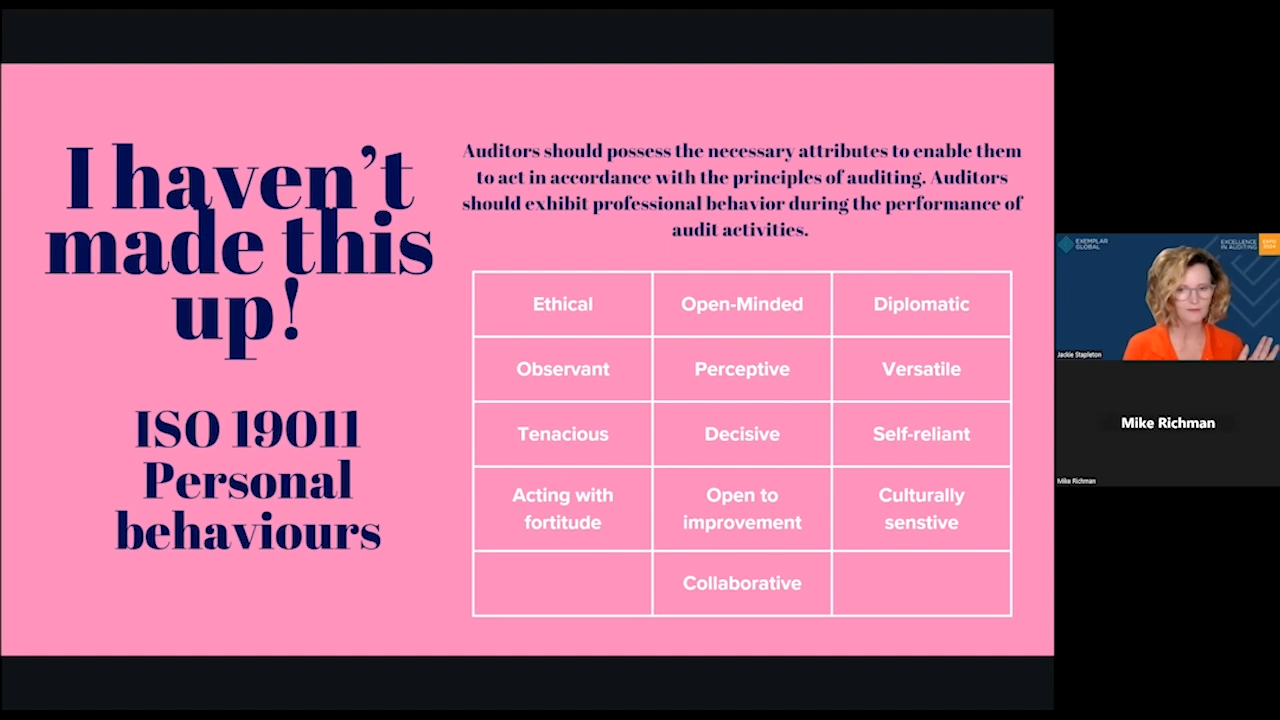 I haven't
made this
up!
ISO 19011
Personal
behaviours
Auditors should possess the necessary attributes to enable them
to act in accordance with the principles of auditing. Auditors
should exhibit professional behavior during the performance of
audit activities.
Ethical
Open-Minded
Diplomatic
Observant
Perceptive
Versatile
Tenacious
Decisive
Self-reliant
Acting with
fortitude
Open to
improvement
Culturally
senstive
Collaborative
EXEMPLAR
GLOBAL
EXCELLENCE
IN AUDITING
EXPO
2024
Jackie Stapleton
Mike Richman
Mike Richman